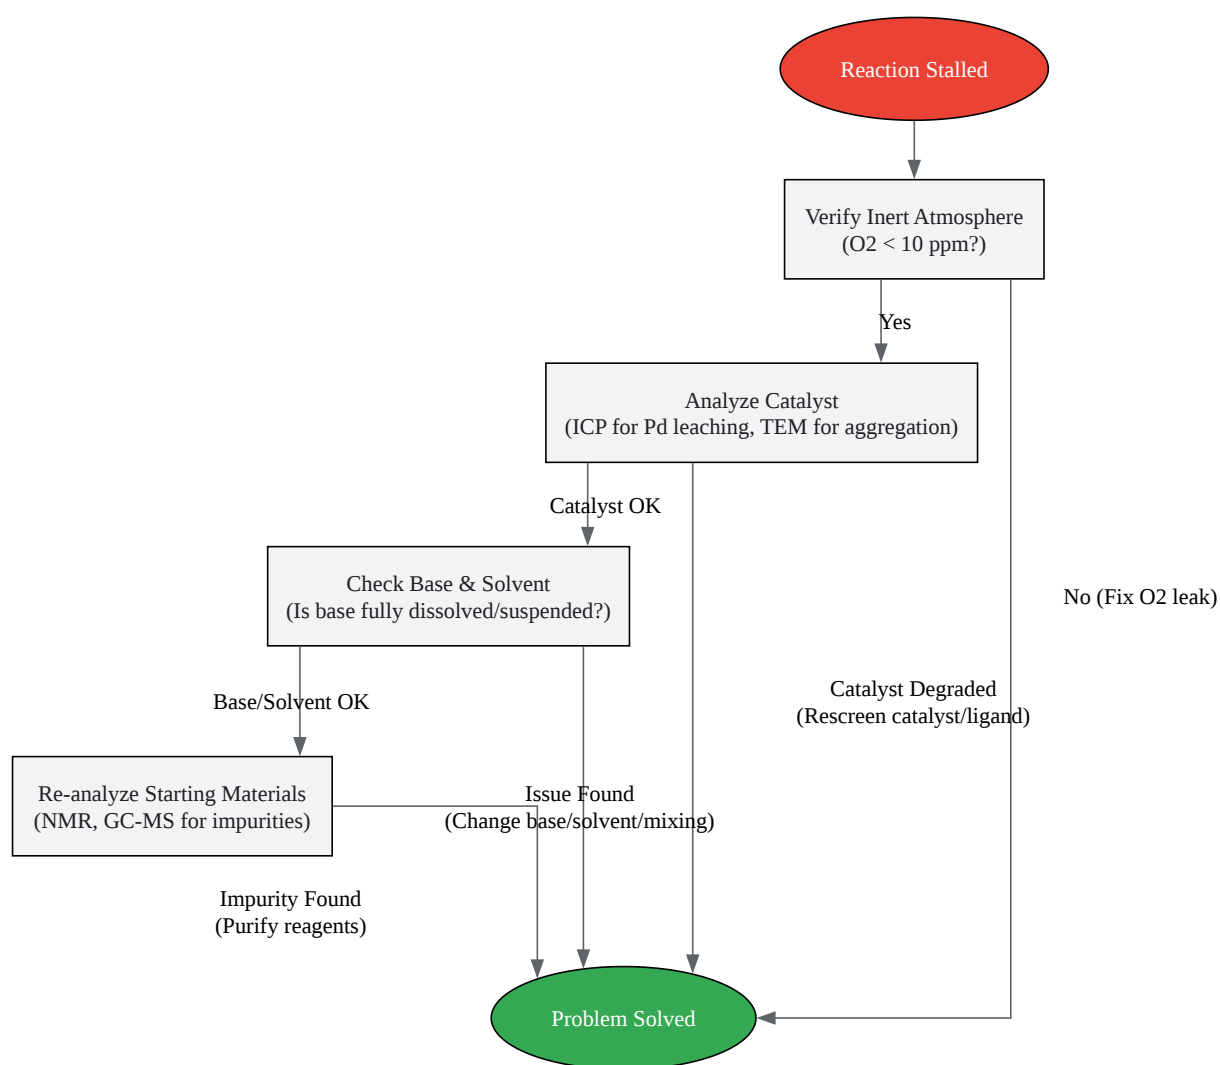 Reaction Stalled
Verify Inert Atmosphere
(O2 < 10 ppm?)
Yes
Analyze Catalyst
(ICP for Pd leaching, TEM for aggregation)
Catalyst OK
Check Base & Solvent
(Is base fully dissolved/suspended?)
No (Fix O2 leak)
Catalyst Degraded
(Rescreen catalyst/ligand)
Base/Solvent OK
Re-analyze Starting Materials
(NMR, GC-MS for impurities)
Issue Found
(Change base/solvent/mixing)
Impurity Found
(Purify reagents)
Problem Solved